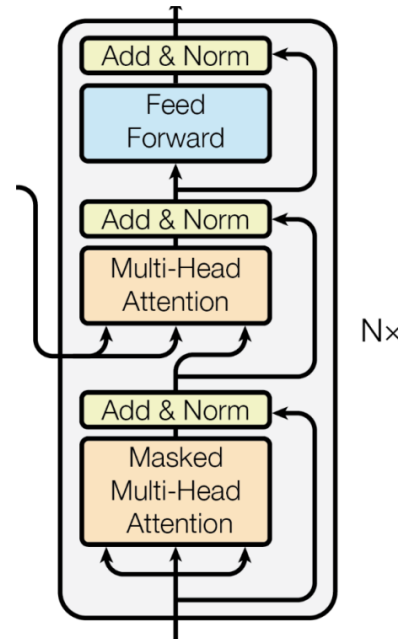 Add & Norm
Feed
Forward
Add & Norm
Multi-Head
Attention
N×
Add & Norm
Masked
Multi-Head
Attention